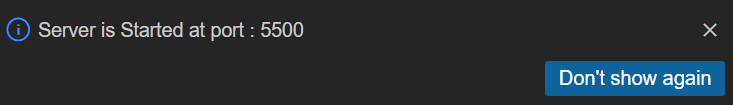 Server is Started at port : 5500
Don't show again